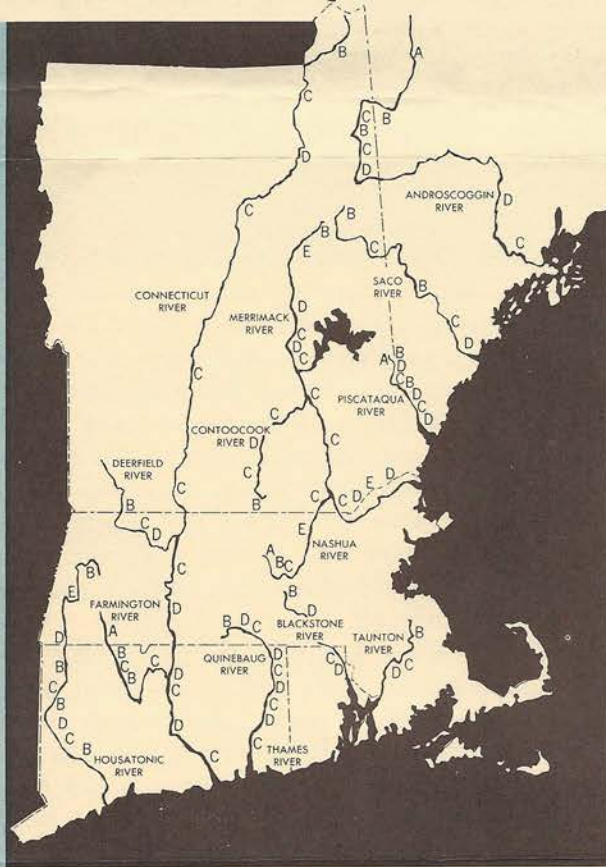 B
A
C
C
B
B
C
D
D
ANDROSCOGGIN
RIVER
D
C
C
B
B
E
C
SACO
RIVER
B
CONNECTICUT
RIVER
MERRIMACK
RIVER
D
C
D
C
C
D
A
B
D
C
B
D
C
D
PISCATAQUA
RIVER
C
CONTOOCOOK
RIVER
C
D
C
B
C
C
DEERFIELD
RIVER
B
C
D
C
C
C
D
E
D
E
NASHUA
RIVER
A
B
C
C
B
E
FARMINGTON
RIVER
A
D
B
D
BLACKSTONE
RIVER
B
D
C
TAUNTON
RIVER
B
C
D
QUINEBAUG
RIVER
D
B
C
B
D
C
B
HOUSATONIC
RIVER
B
C
B
C
D
C
D
C
D
C
D
C
D
C
THAMES
RIVER
C
D